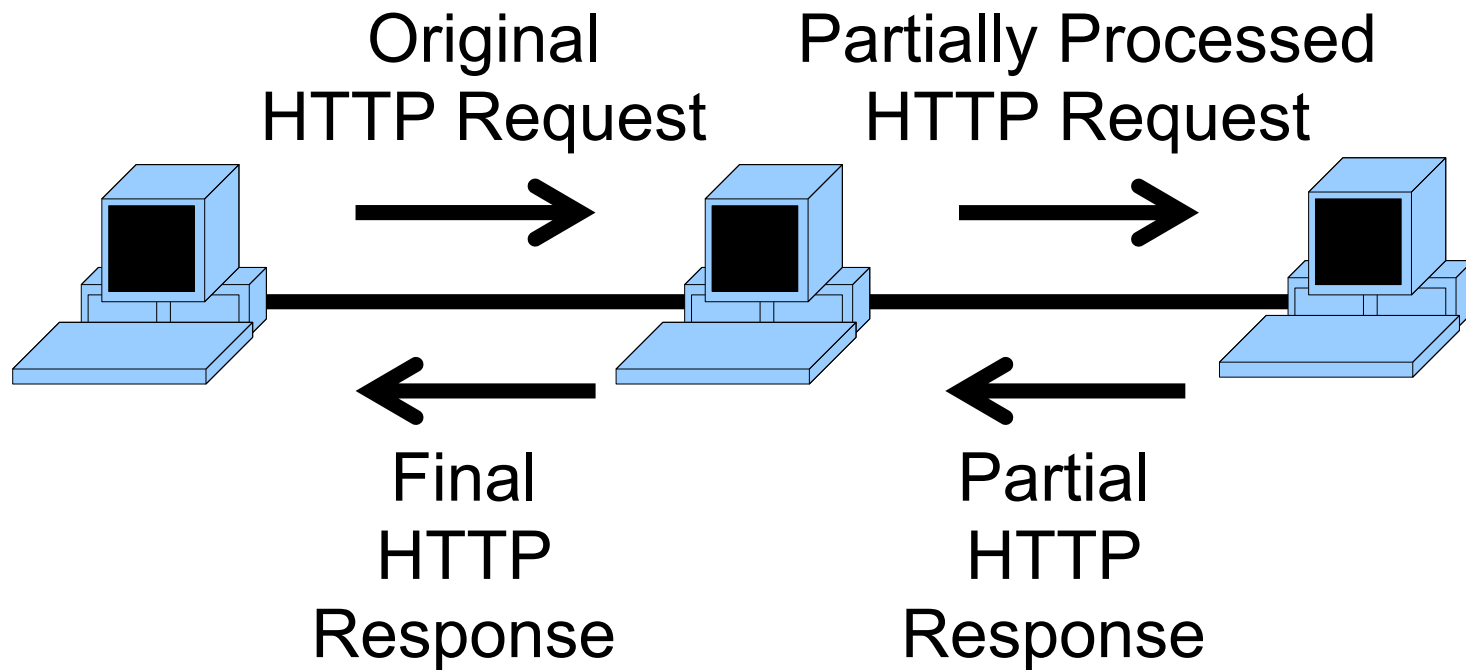 Original
HTTP Request
Partially Processed
HTTP Request
Final
HTTP
Response
Partial
HTTP
Response